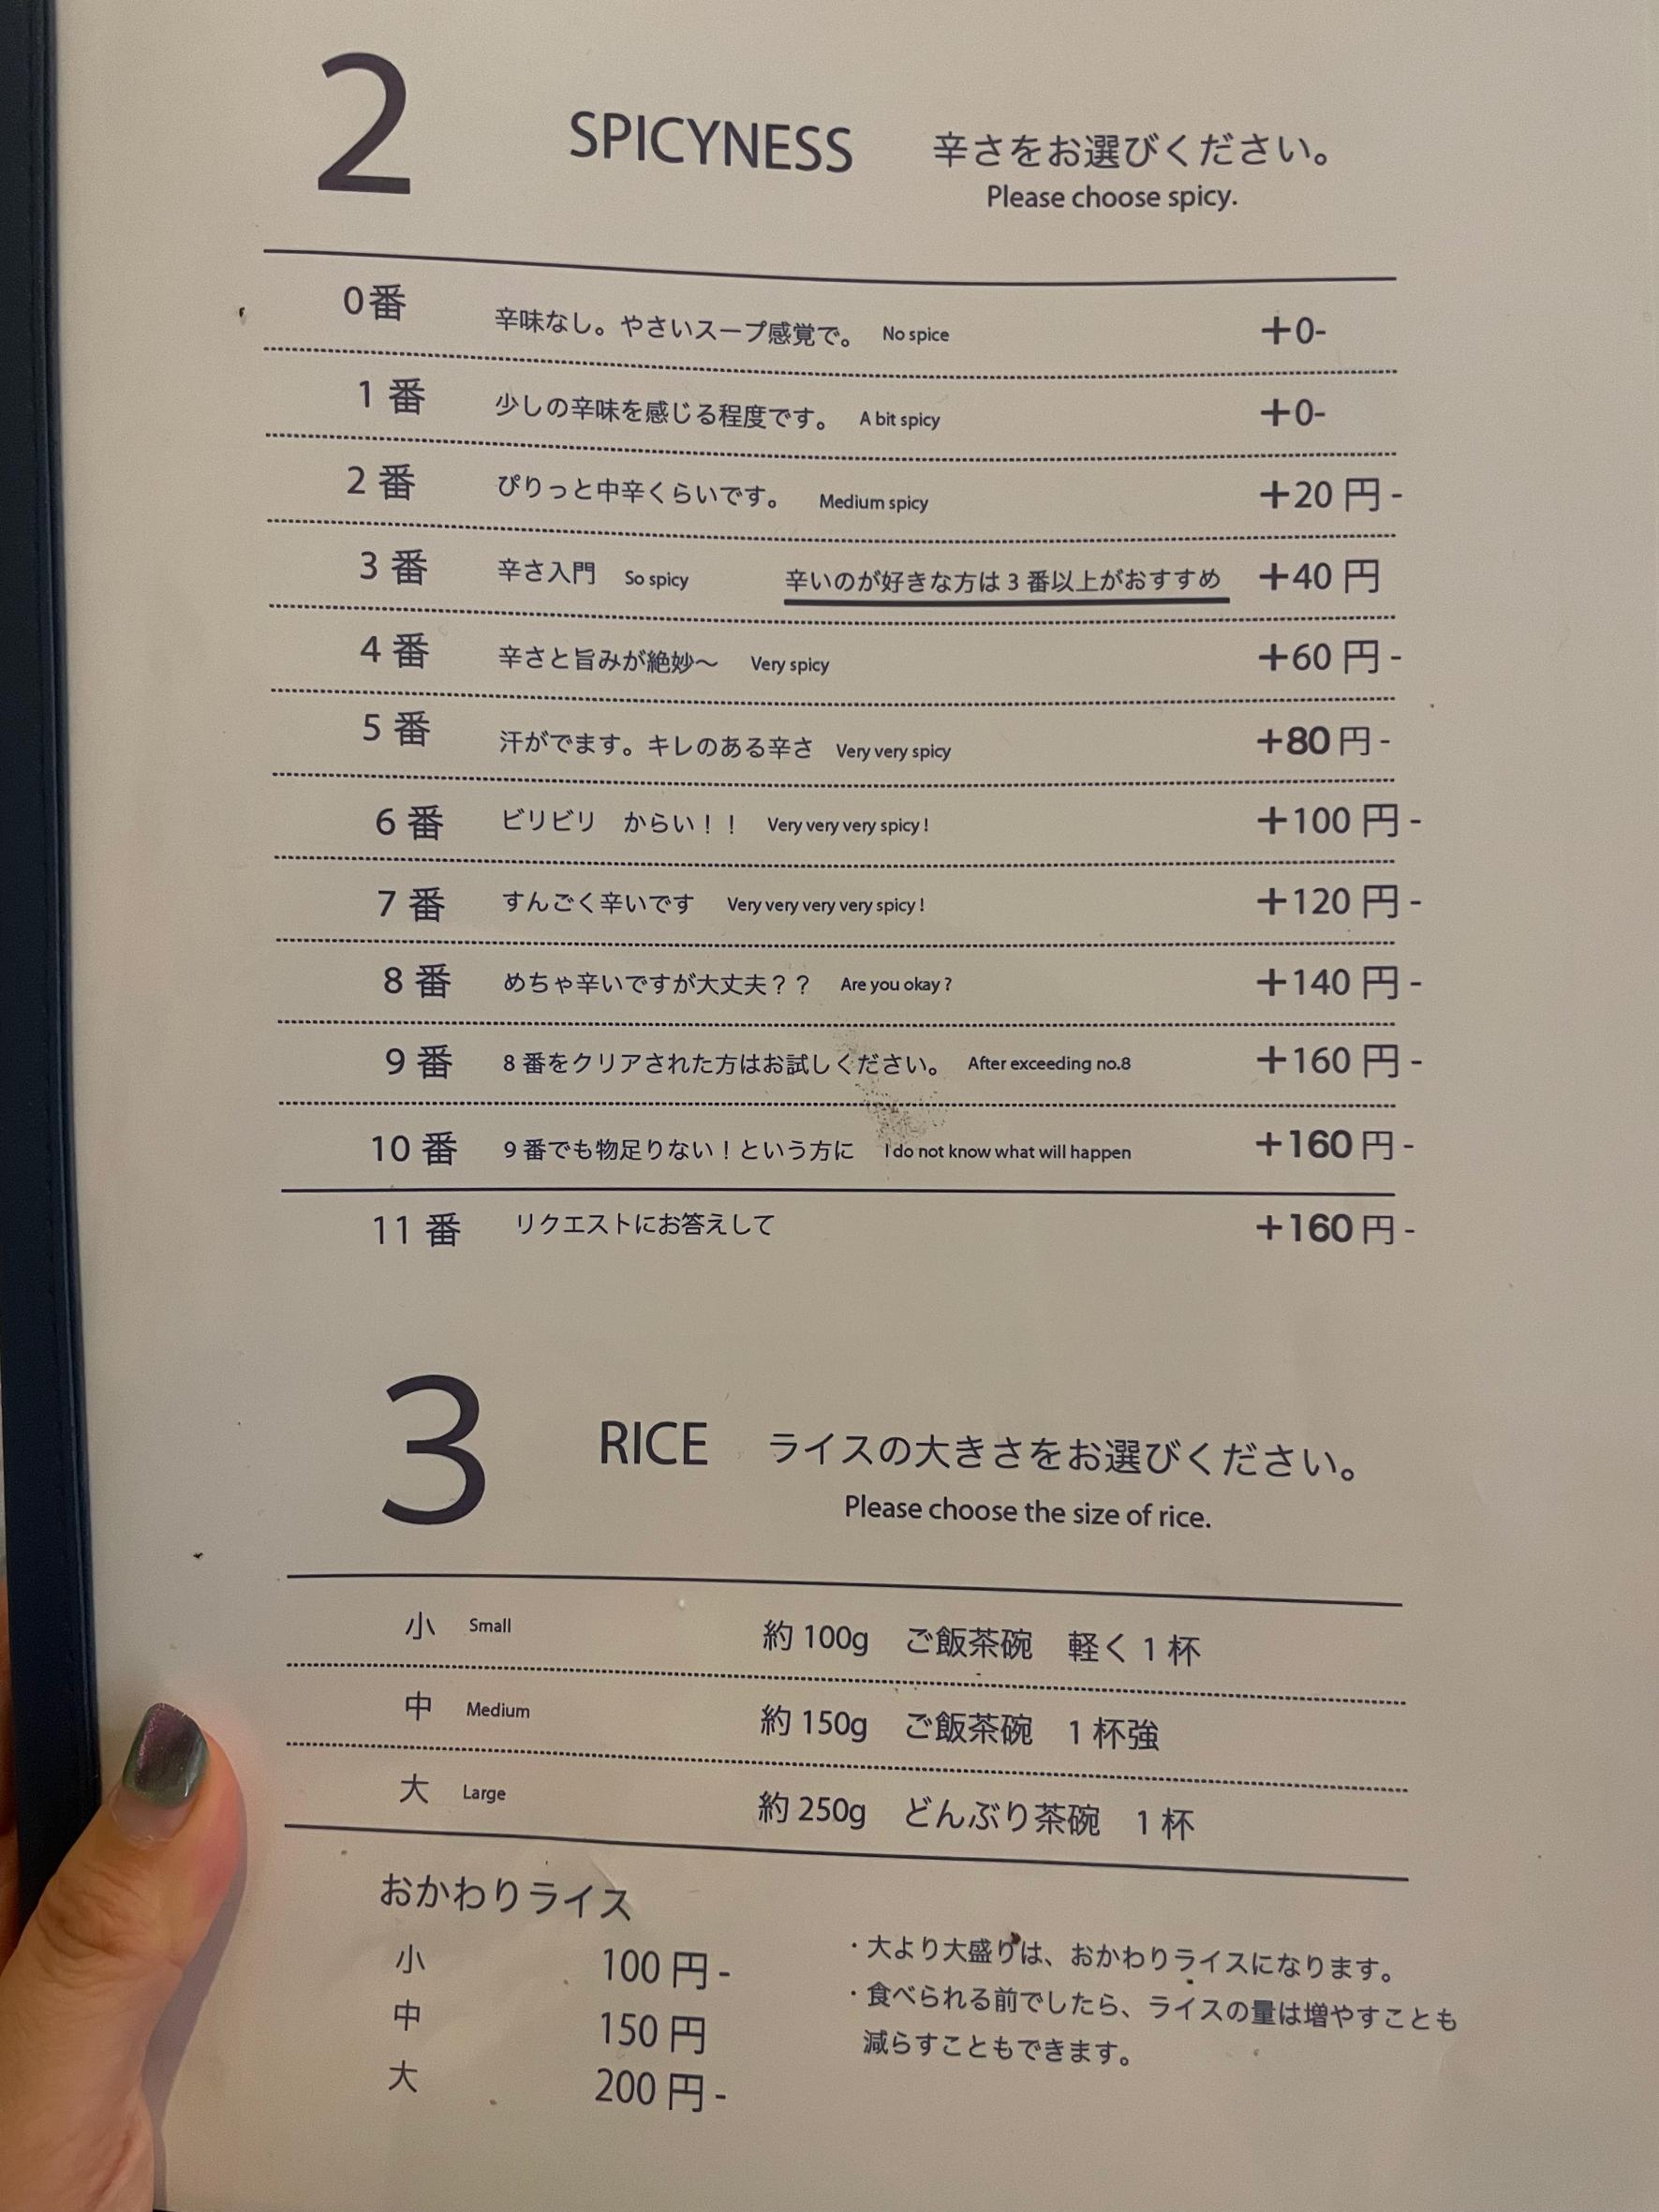 2 SPICYNESS 辛さをお選びください。
Please choose spicy.
0番 辛味なし。やさいスープ感覚で。 No spice +0-
1番 少しの辛味を感じる程度です。 A bit spicy +0-
2番 ぴりっと中辛くらいです。 Medium spicy +20円-
3番 辛さ入門 So spicy 辛いのが好きな方は3番以上がおすすめ +40円
4番 辛さと旨みが絶妙〜 Very spicy +60円-
5番 汗がでます。キレのある辛さ Very very spicy +80円-
6番 ビリビリ からい！！ Very very very spicy! +100円-
7番 すんごく辛いです Very very very very spicy! +120円-
8番 めちゃ辛いですが大丈夫？？ Are you okay? +140円-
9番 8番をクリアされた方はお試しください。 After exceeding no.8 +160円-
10番 9番でも物足りない！という方に I do not know what will happen +160円-
11番 リクエストにお答えして +160円-
3 RICE ライスの大きさをお選びください。
Please choose the size of rice.
小 Small 約100g ご飯茶碗 軽く1杯
中 Medium 約150g ご飯茶碗 1杯強
大 Large 約250g どんぶり茶碗 1杯
おかわりライス
小 100円-
中 150円
大 200円-
・大より大盛りは、おかわりライスになります。
・食べられる前でしたら、ライスの量は増やすことも
減らすこともできます。